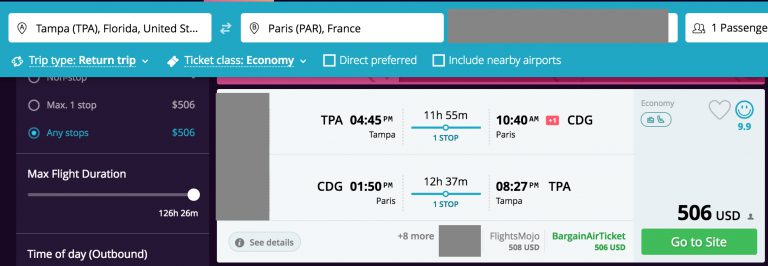 Tampa (TPA), Florida, United St...
Paris (PAR), France
1 Passenge
Trip type: Return trip
Ticket class: Economy
Direct preferred
Include nearby airports
Non-stop
Max. 1 stop $506
Any stops $506
Max Flight Duration
126h 26m
Time of day (Outbound)
TPA 04:45 PM 11h 55m 10:40 AM +1 CDG
Tampa 1 STOP Paris
CDG 01:50 PM 12h 37m 08:27 PM TPA
Paris 1 STOP Tampa
See details
+8 more
FlightsMojo
508 USD
BargainAirTicket
506 USD
Economy
9.9
506 USD
Go to Site